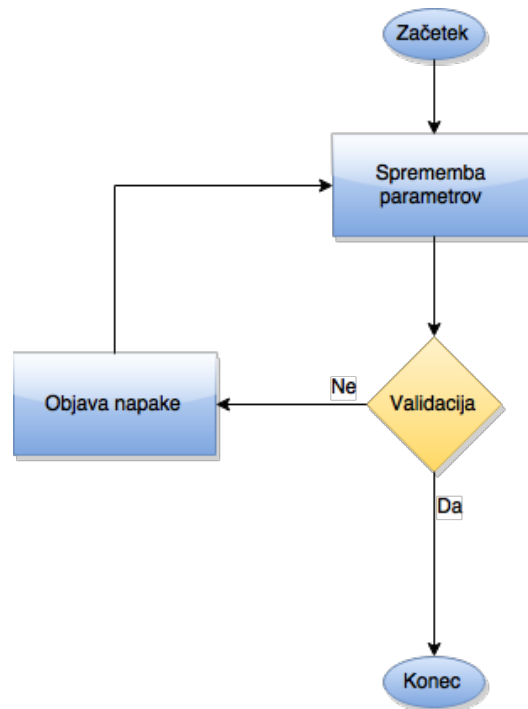 Začetek
Sprememba
parametrov
Validacija
Ne
Objava napake
Da
Konec